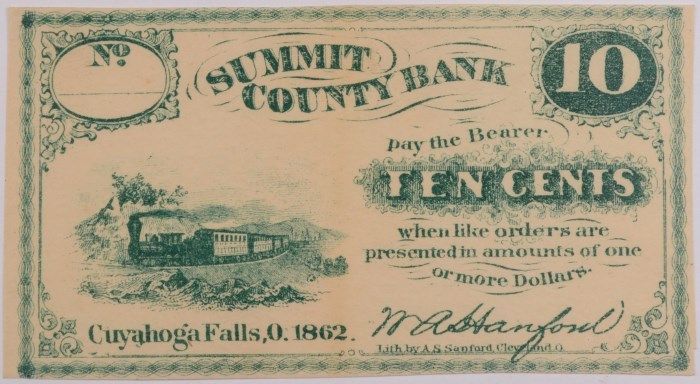 No.
SUMMIT
COUNTY BANK
10
pay the Bearer
TEN CENTS
when like orders are
presented in amounts of one
or more Dollars.
Cuyahoga Falls, O. 1862.
W A Hanford
Lith. by A.S. Sanford, Cleveland. O.